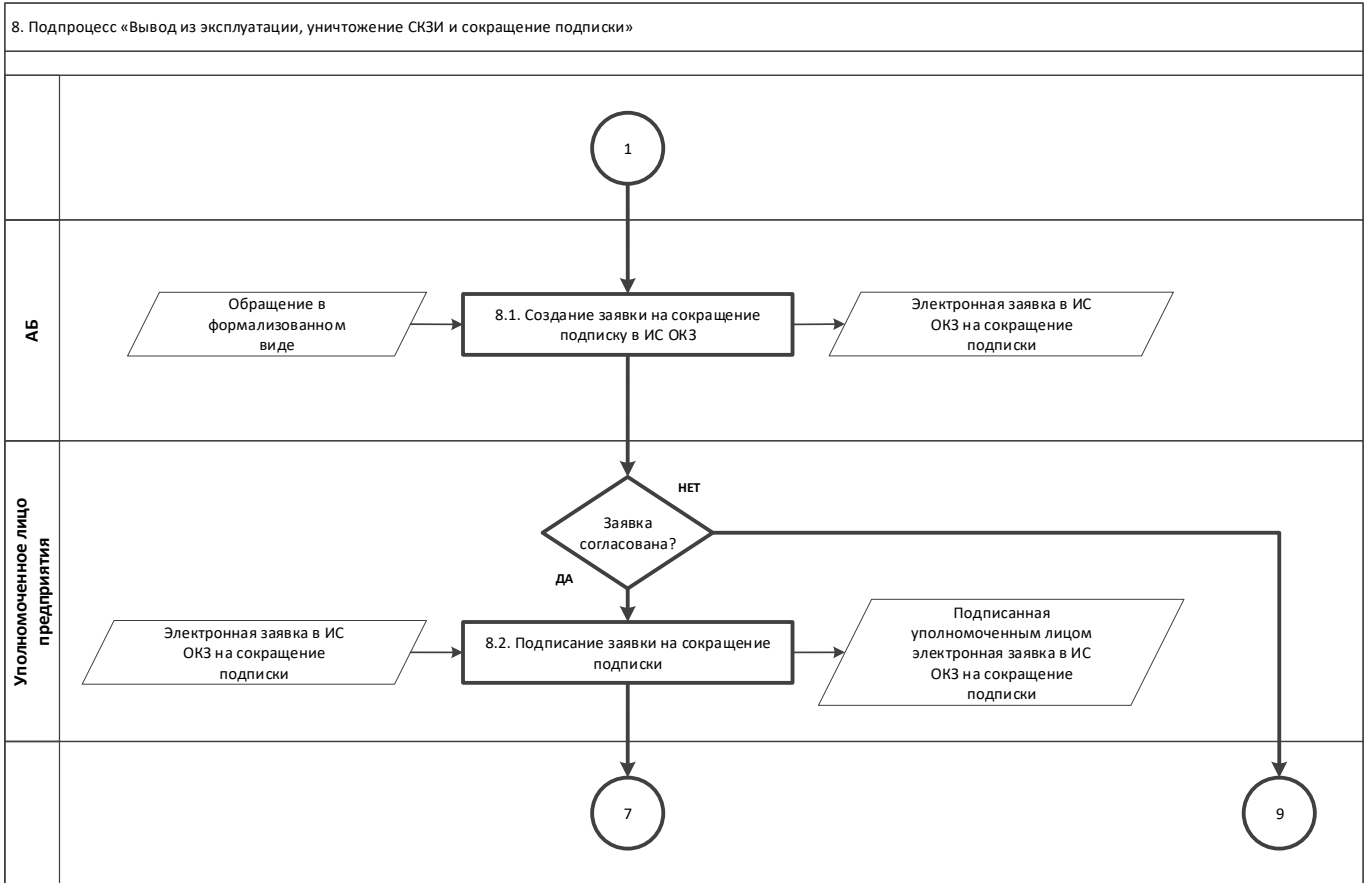 8. Подпроцесс «Вывод из эксплуатации, уничтожение СКЗИ и сокращение подписки»
1
АБ
Обращение в
формализованном
виде
8.1. Создание заявки на сокращение
подписку в ИС ОКЗ
Электронная заявка в ИС
ОКЗ на сокращение
подписки
Уполномоченное лицо
предприятия
НЕТ
Заявка
согласована?
ДА
Электронная заявка в ИС
ОКЗ на сокращение
подписки
8.2. Подписание заявки на сокращение
подписки
Подписанная
уполномоченным лицом
электронная заявка в ИС
ОКЗ на сокращение
подписки
7
9